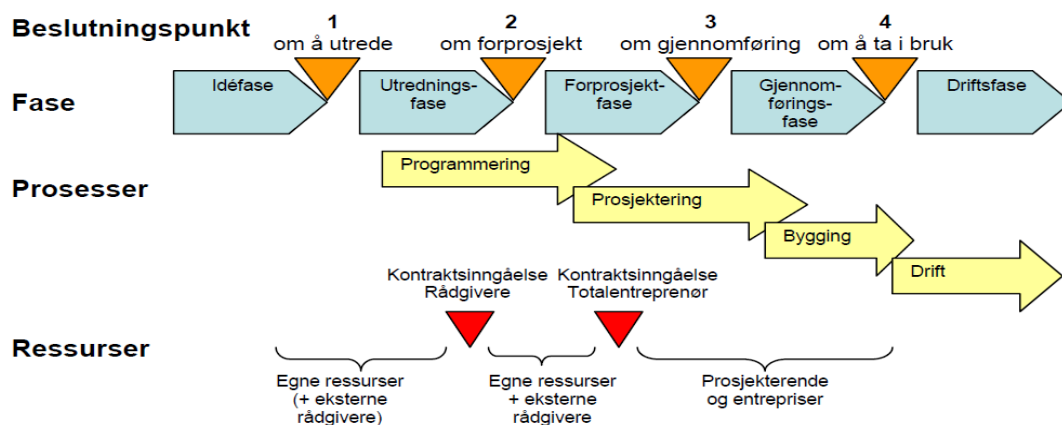 Beslutningspunkt
1
om å utrede
2
om forprosjekt
3
om gjennomføring
4
om å ta i bruk
Fase
Idéfase
Utrednings-
fase
Forprosjekt-
fase
Gjennom-
førings-
fase
Driftsfase
Prosesser
Programmering
Prosjektering
Bygging
Drift
Kontraktsinngåelse
Rådgivere
Kontraktsinngåelse
Totalentreprenør
Ressurser
Egne ressurser
(+ eksterne
rådgivere)
Egne ressurser
+ eksterne
rådgivere
Prosjekterende
og entrepriser